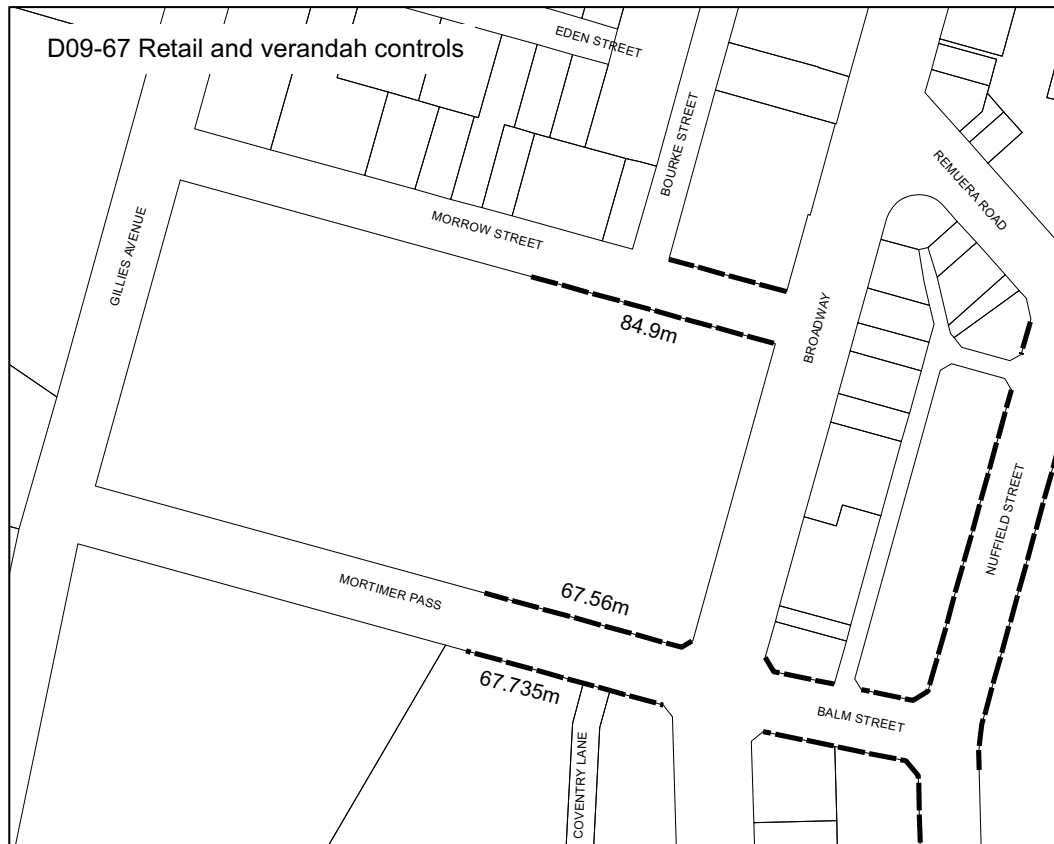 D09-67 Retail and verandah controls
EDEN STREET
BOURKE STREET
REMUERA ROAD
MORROW STREET
GILLIES AVENUE
84.9m
BROADWAY
NUFFIELD STREET
MORTIMER PASS
67.56m
67.735m
BALM STREET
COVENTRY LANE